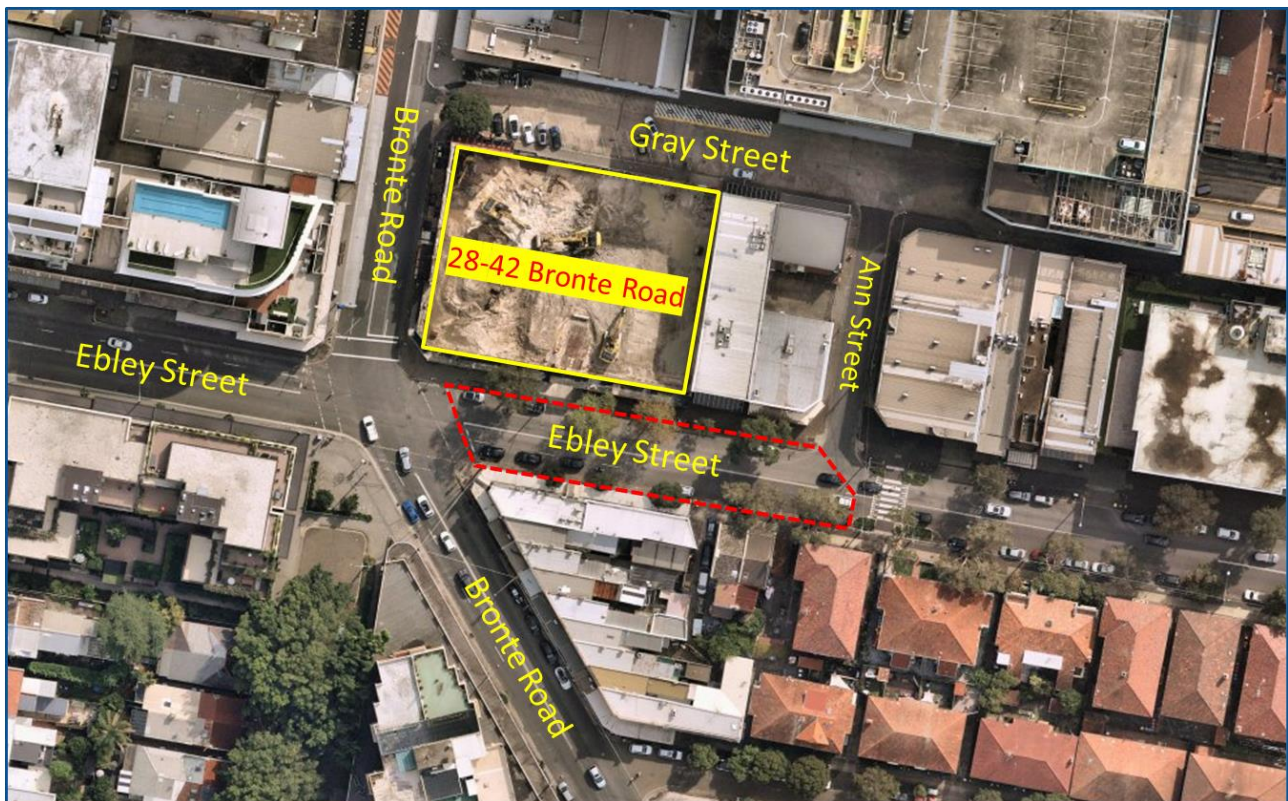 Bronte Road
Gray Street
28-42 Bronte Road
Ann Street
Ebley Street
Ebley Street
Bronte Road